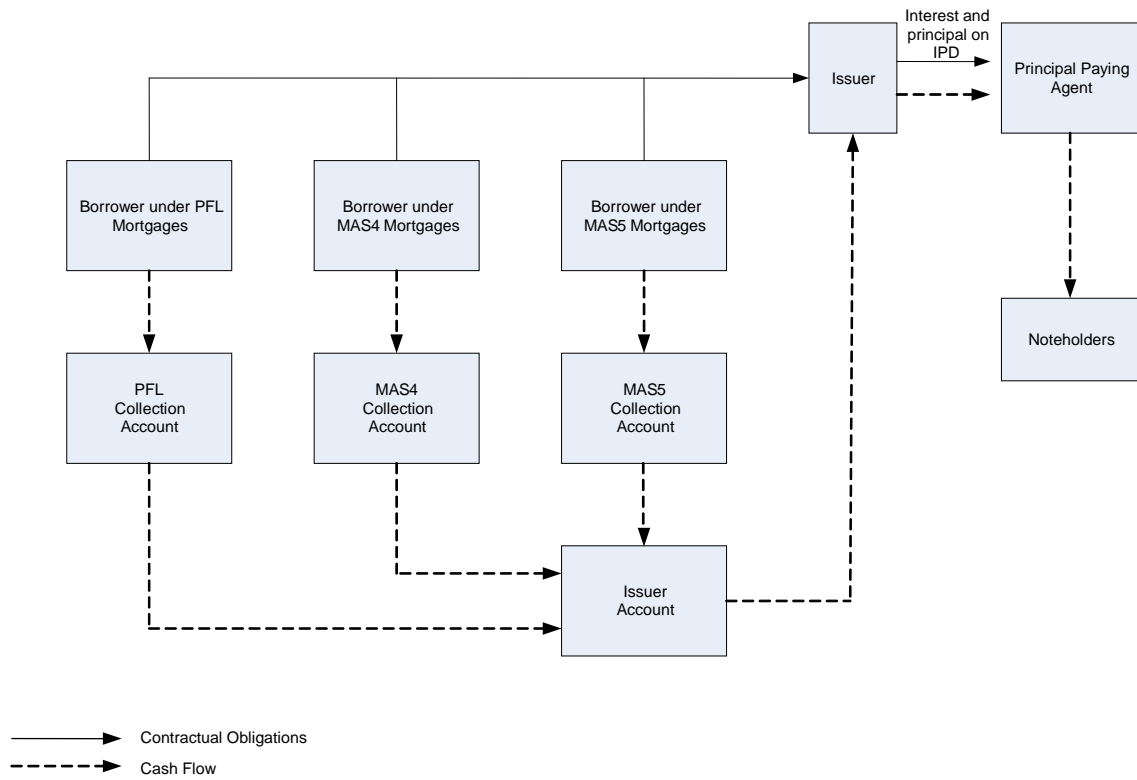 Interest and
principal on
IPD
Issuer
Principal Paying
Agent
Borrower under PFL
Mortgages
Borrower under
MAS4 Mortgages
Borrower under
MAS5 Mortgages
Noteholders
PFL
Collection
Account
MAS4
Collection
Account
MAS5
Collection
Account
Issuer
Account
Contractual Obligations
Cash Flow